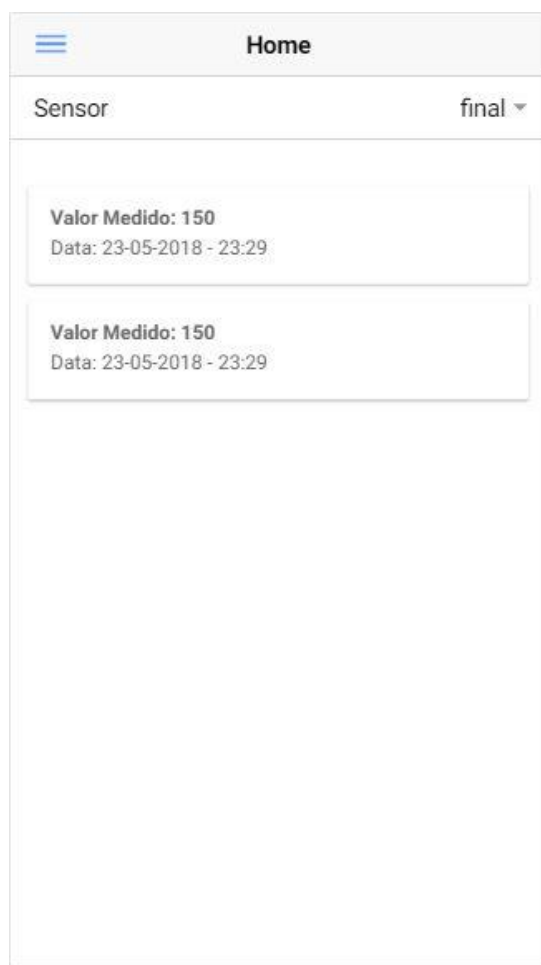 Home
Sensor final
Valor Medido: 150
Data: 23-05-2018 - 23:29
Valor Medido: 150
Data: 23-05-2018 - 23:29